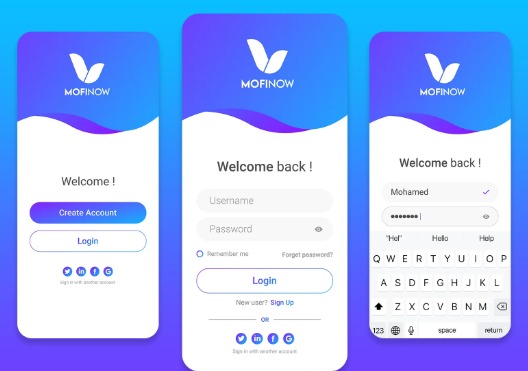 MOFINOW
Welcome !
Create Account
Login
Sign in with another account
MOFINOW
Welcome back !
Username
Password
Remember me
Forget password?
Login
New user? Sign Up
OR
Sign in with another account
MOFINOW
Welcome back !
Mohamed
"Hel" Hello Help
Q W E R T Y U I O P
A S D F G H J K L
Z X C V B N M
123 space return